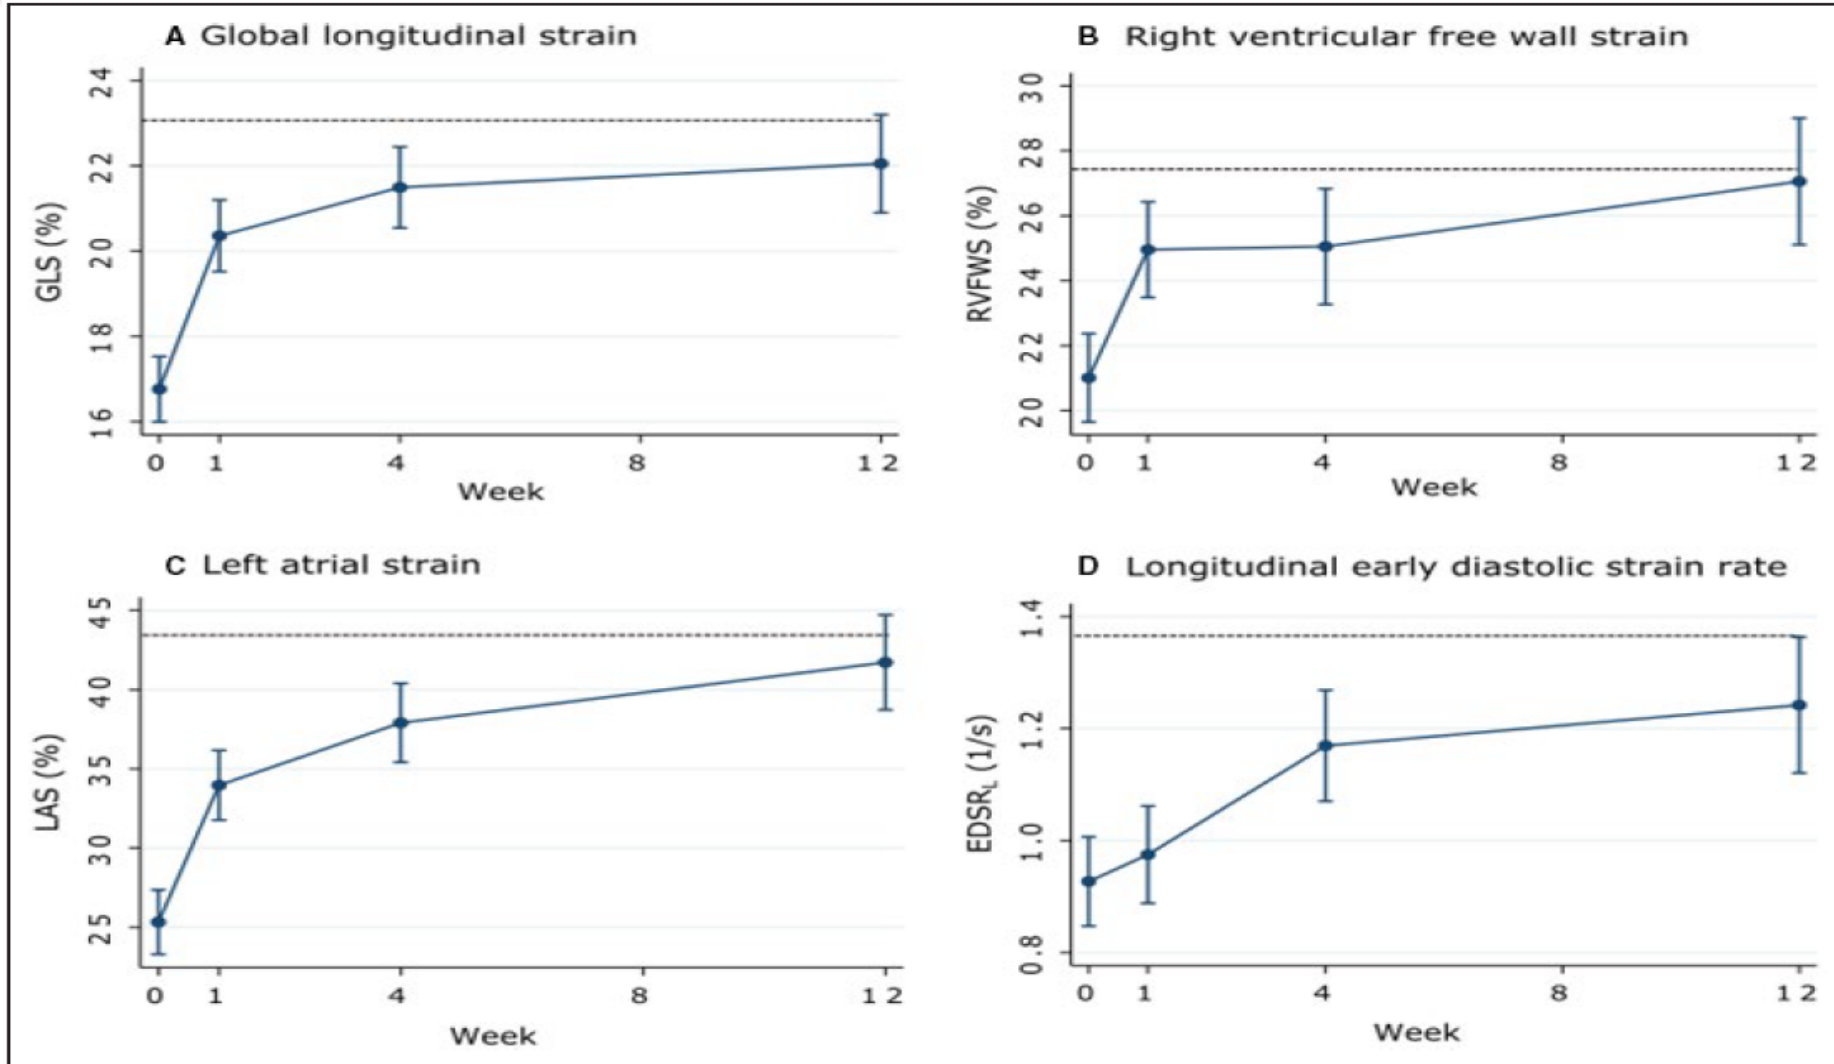 A Global longitudinal strain
24
22
20
18
16
GLS (%)
0 1 4 8 12
Week
B Right ventricular free wall strain
30
28
26
24
22
20
RVFWS (%)
0 1 4 8 12
Week
C Left atrial strain
45
40
35
30
25
LAS (%)
0 1 4 8 12
Week
D Longitudinal early diastolic strain rate
1.4
1.2
1.0
0.8
EDSRL (1/s)
0 1 4 8 12
Week